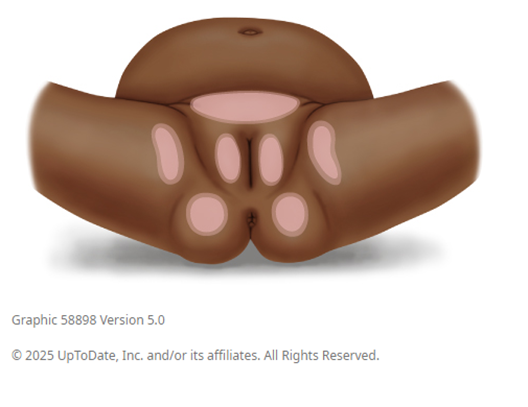 Graphic 58898 Version 5.0
© 2025 UpToDate, Inc. and/or its affiliates. All Rights Reserved.